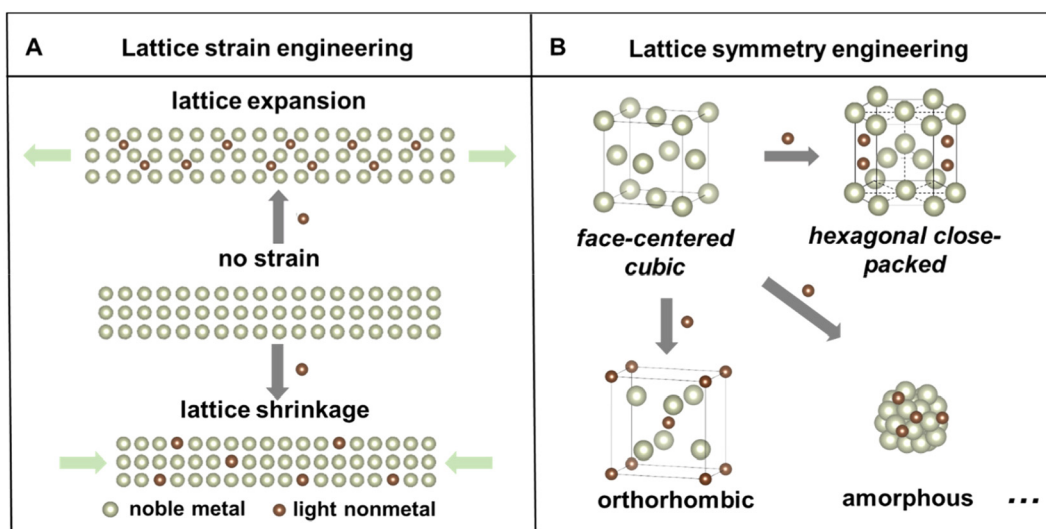 A Lattice strain engineering
lattice expansion
no strain
lattice shrinkage
noble metal light nonmetal
B Lattice symmetry engineering
face-centered
cubic
hexagonal close-
packed
orthorhombic
amorphous ...